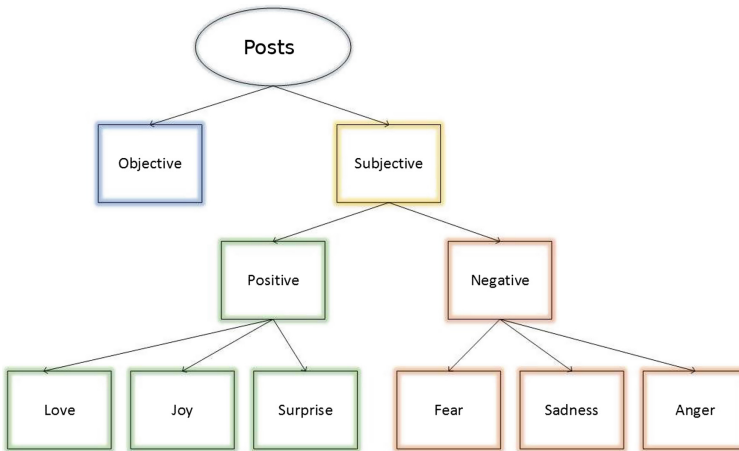 Posts
Objective
Subjective
Positive
Negative
Love
Joy
Surprise
Fear
Sadness
Anger